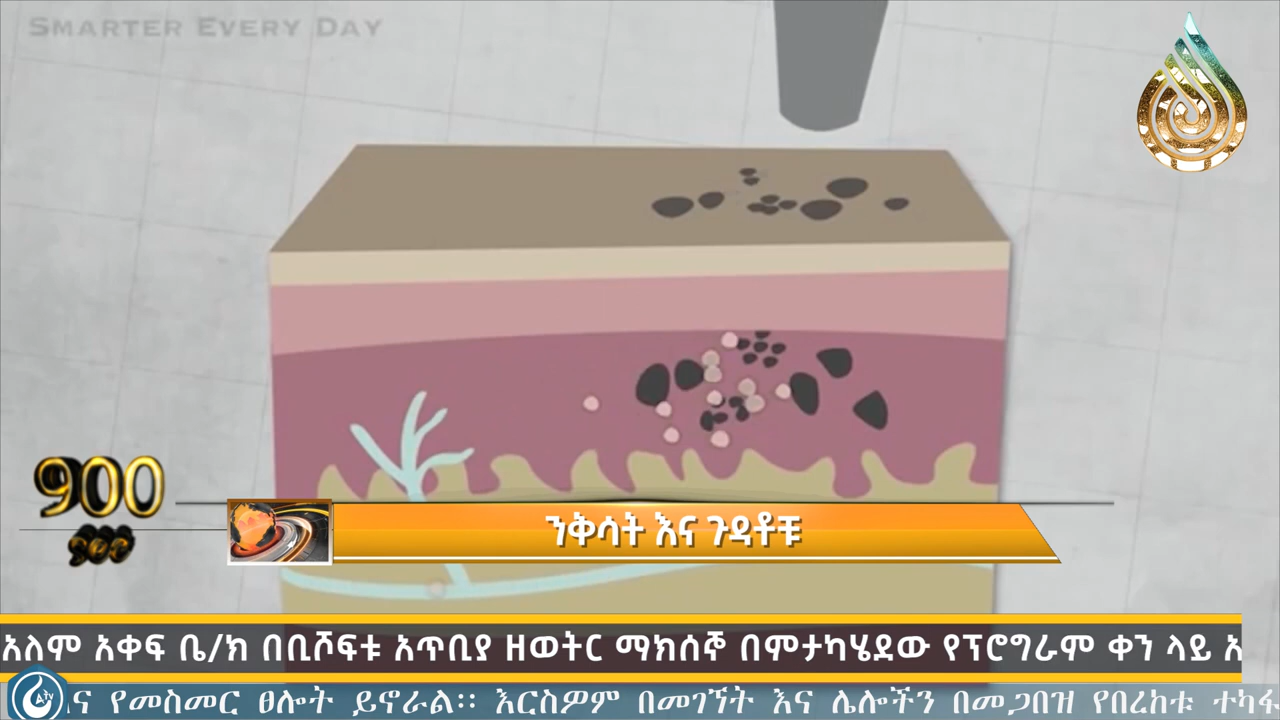 SMARTER EVERY DAY
900
900
ንቅሳት እና ጉዳቶቹ
አለም አቀፍ ቤ/ክ በቢሾፍቱ አጥቢያ ዘወትር ማክሰኞ በምታካሄደው የፕሮግራም ቀን ላይ
ና የመስመር ፀሎት ይኖራል፡፡ እርስዎም በመገኘት እና ሌሎችን በመጋበዝ የበረከቱ ተካፋ